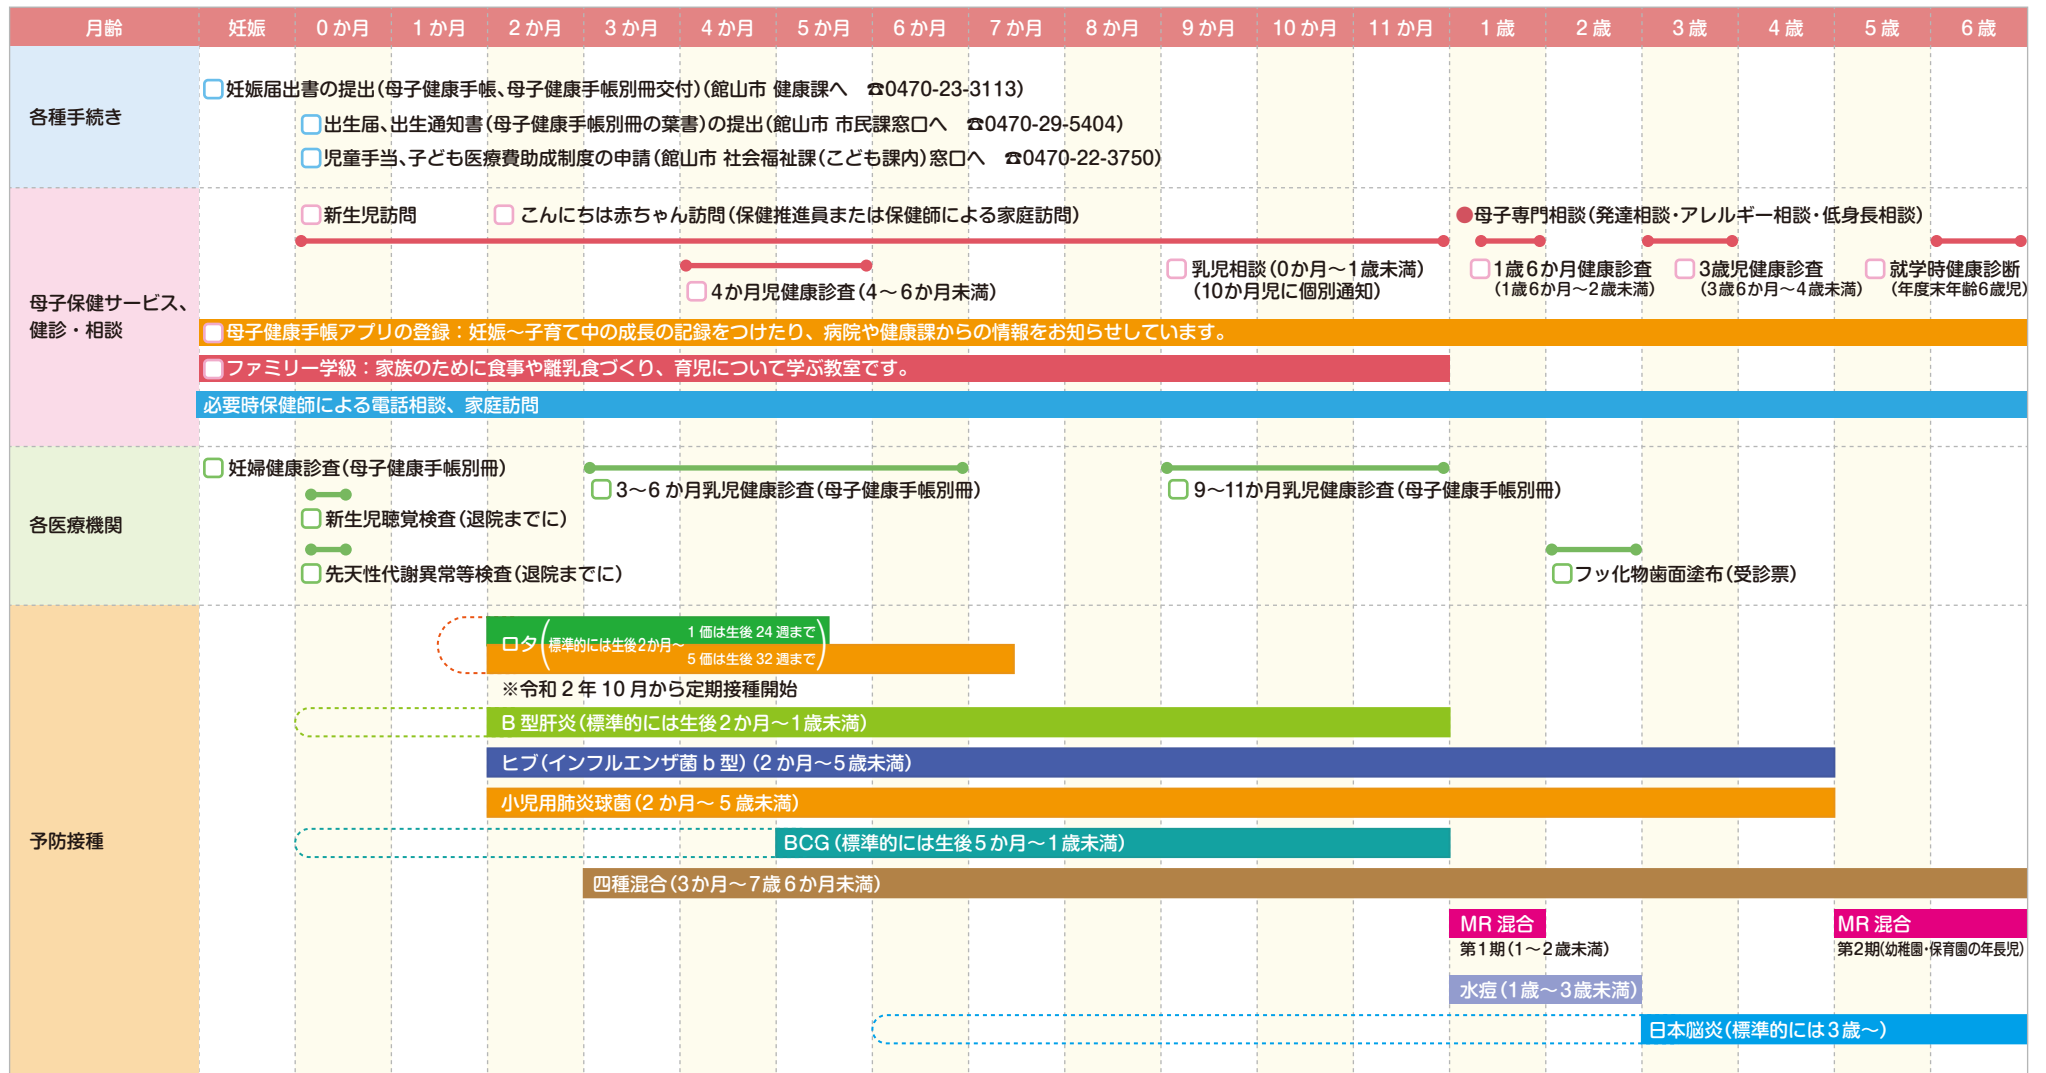 月齢 妊娠 0か月 1か月 2か月 3か月 4か月 5か月 6か月 7か月 8か月 9か月 10か月 11か月 1歳 2歳 3歳 4歳 5歳 6歳
各種手続き
妊娠届出書の提出(母子健康手帳、母子健康手帳別冊交付)(館山市 健康課へ ☎0470-23-3113)
出生届、出生通知書(母子健康手帳別冊の葉書)の提出(館山市 市民課窓口へ ☎0470-29-5404)
児童手当、子ども医療費助成制度の申請(館山市 社会福祉課(こども課内)窓口へ ☎0470-22-3750)
母子保健サービス、
健診・相談
新生児訪問
こんにちは赤ちゃん訪問(保健推進員または保健師による家庭訪問)
●母子専門相談(発達相談・アレルギー相談・低身長相談)
4か月児健康診査(4〜6か月未満)
乳児相談(0か月〜1歳未満)
(10か月児に個別通知)
1歳6か月健康診査
(1歳6か月〜2歳未満)
3歳児健康診査
(3歳6か月〜4歳未満)
就学時健康診断
(年度末年齢6歳児)
母子健康手帳アプリの登録:妊娠〜子育て中の成長の記録をつけたり、病院や健康課からの情報をお知らせしています。
ファミリー学級:家族のために食事や離乳食づくり、育児について学ぶ教室です。
必要時保健師による電話相談、家庭訪問
各医療機関
妊婦健康診査(母子健康手帳別冊)
3〜6か月乳児健康診査(母子健康手帳別冊)
9〜11か月乳児健康診査(母子健康手帳別冊)
新生児聴覚検査(退院までに)
先天性代謝異常等検査(退院までに)
フッ化物歯面塗布(受診票)
予防接種
ロタ(標準的には生後2か月〜 1価は生後24週まで
5価は生後32週まで)
※令和2年10月から定期接種開始
B型肝炎(標準的には生後2か月〜1歳未満)
ヒブ(インフルエンザ菌b型)(2か月〜5歳未満)
小児用肺炎球菌(2か月〜5歳未満)
BCG(標準的には生後5か月〜1歳未満)
四種混合(3か月〜7歳6か月未満)
MR混合
第1期(1〜2歳未満)
MR混合
第2期(幼稚園・保育園の年長児)
水痘(1歳〜3歳未満)
日本脳炎(標準的には3歳〜)